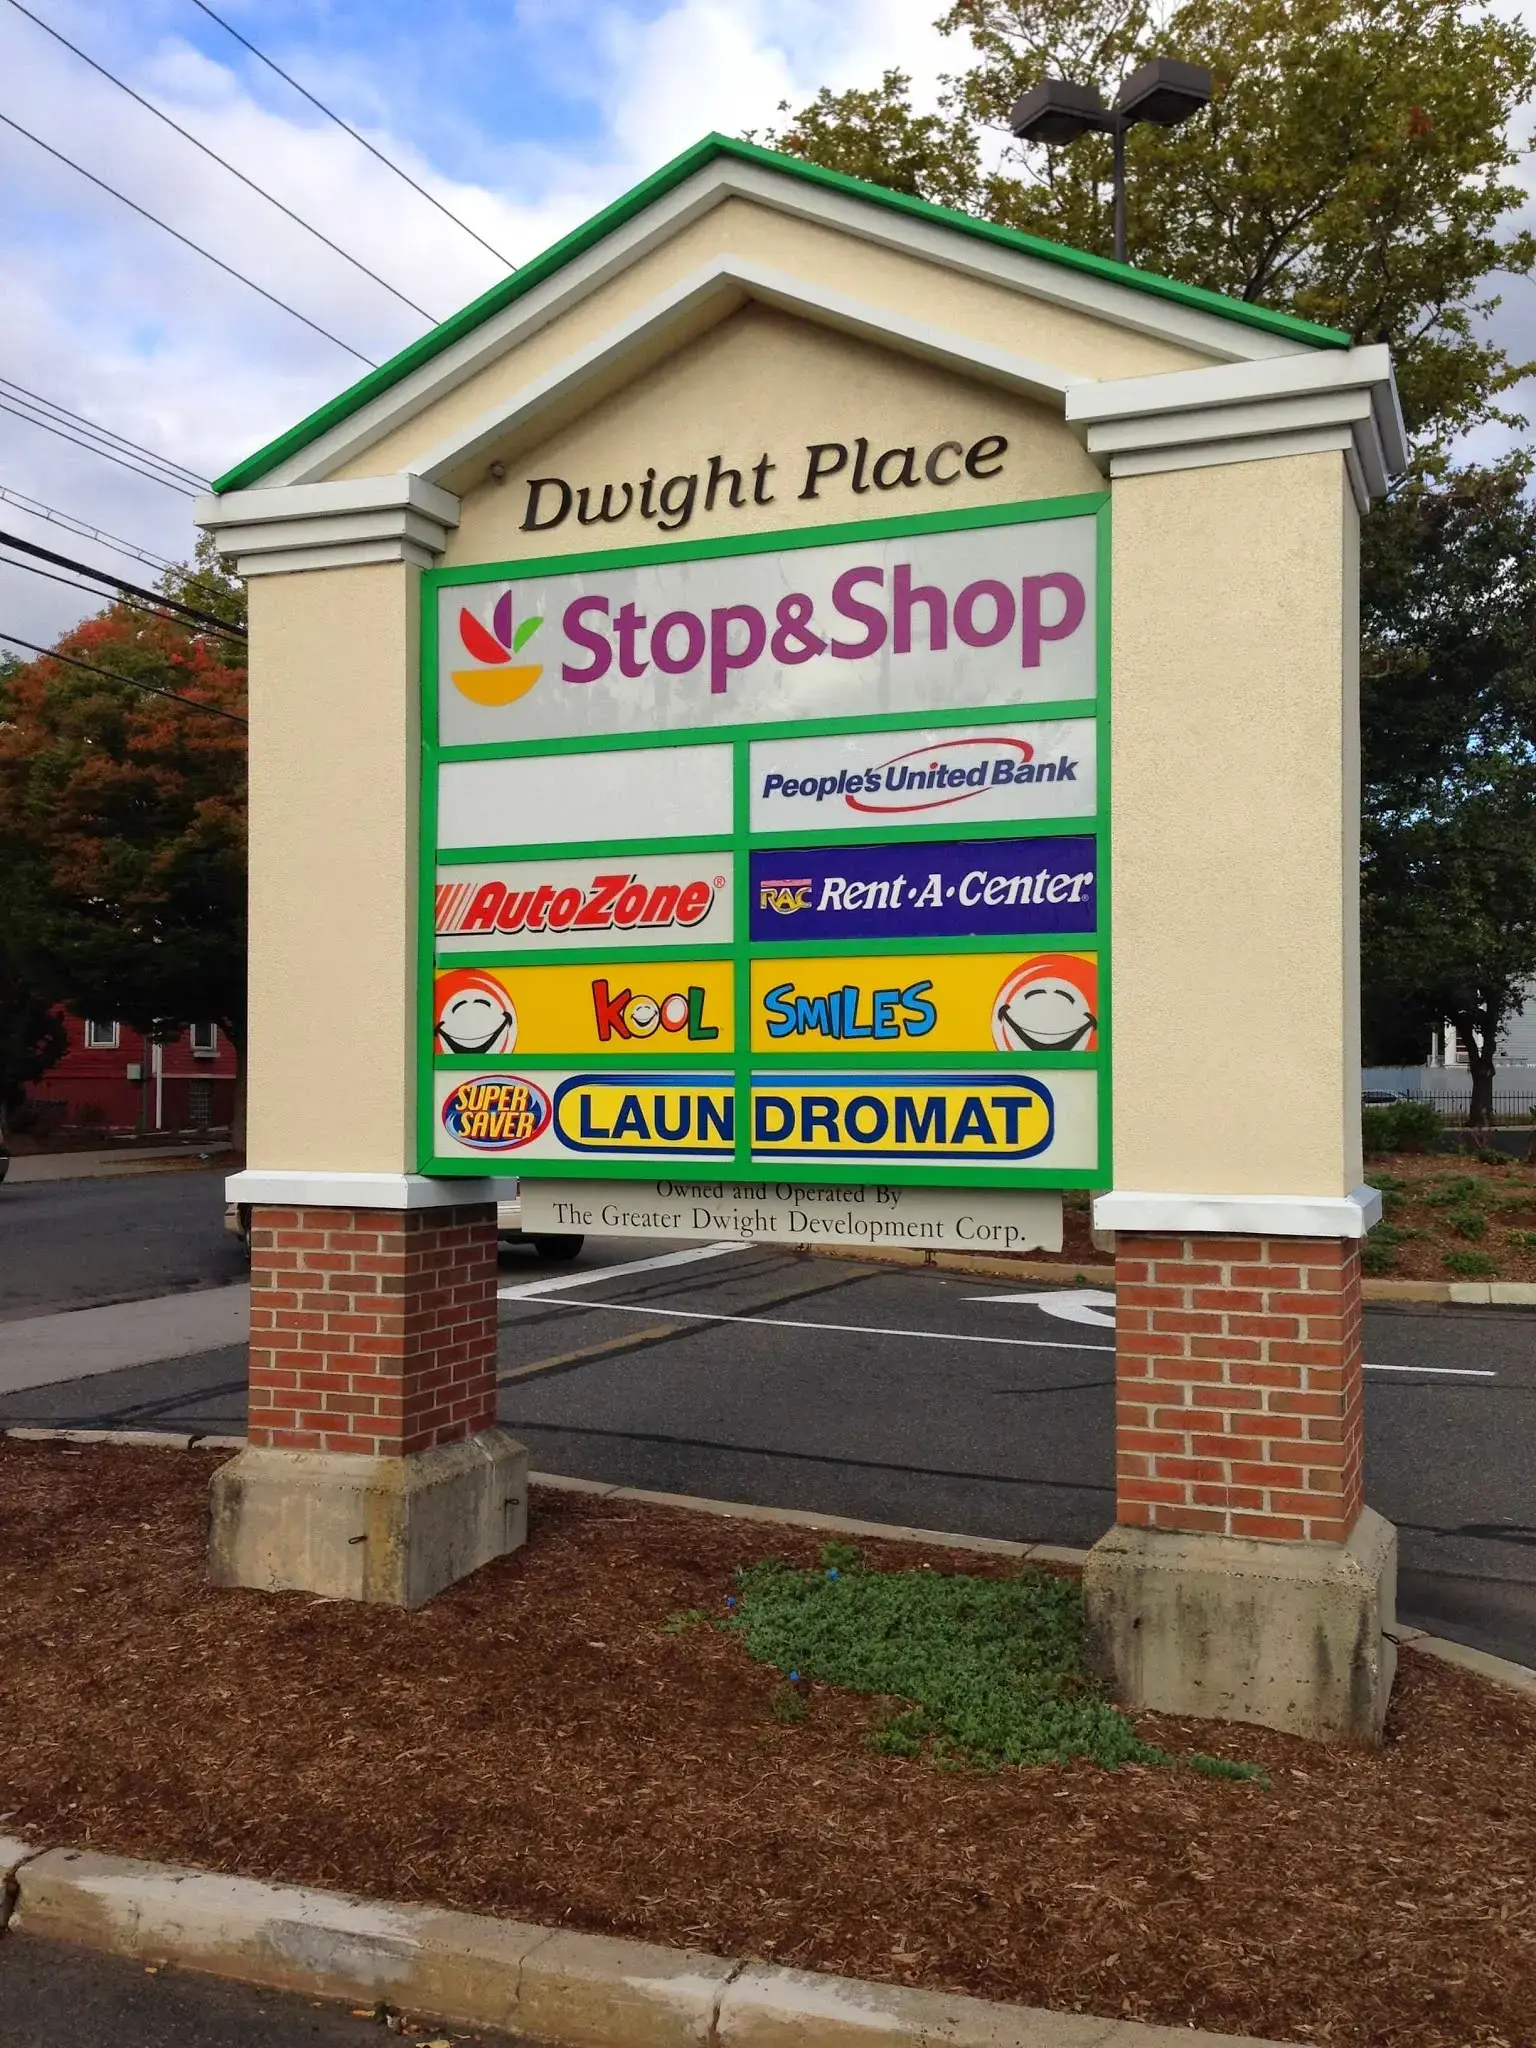 Dwight Place
Stop&Shop
People's United Bank
AutoZone®
RAC Rent·A·Center®
KOOL SMILES
SUPER SAVER LAUNDROMAT
Owned and Operated By
The Greater Dwight Development Corp.